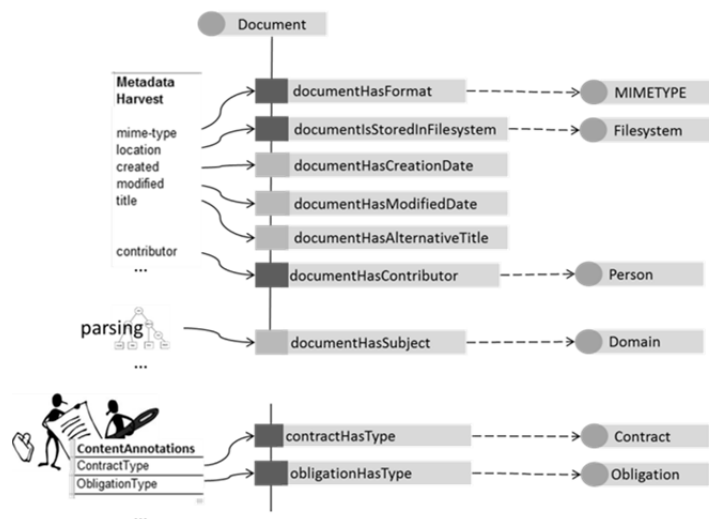 Document
Metadata
Harvest
mime-type
location
created
modified
title
contributor
...
documentHasFormat
MIMETYPE
documentIsStoredInFilesystem
Filesystem
documentHasCreationDate
documentHasModifiedDate
documentHasAlternativeTitle
documentHasContributor
Person
parsing
...
documentHasSubject
Domain
ContentAnnotations
ContractType
ObligationType
...
contractHasType
Contract
obligationHasType
Obligation